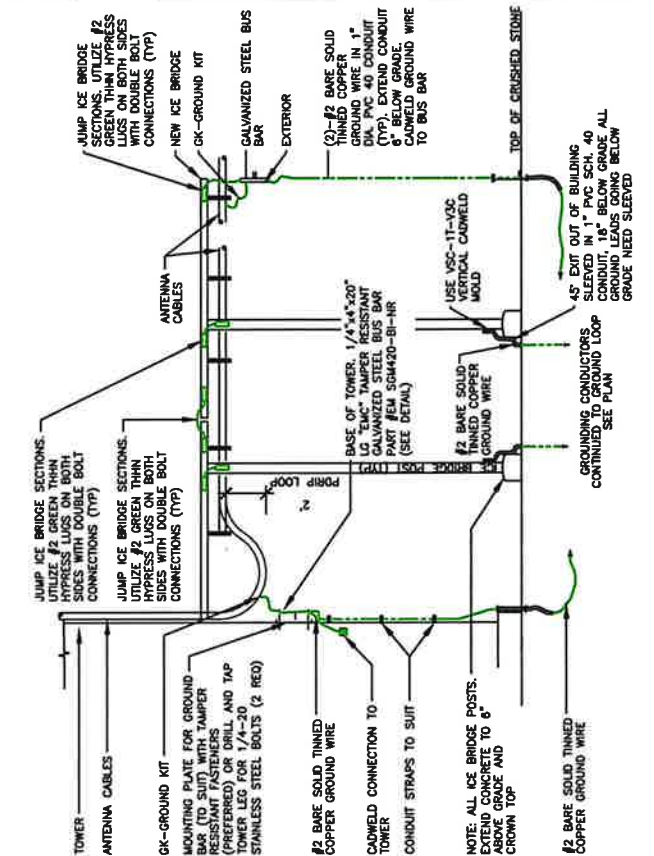 JUMP ICE BRIDGE
SECTIONS. UTILIZE #2
GREEN THHN HYPRESS
LUGS ON BOTH SIDES
WITH DOUBLE BOLT
CONNECTIONS (TYP)
NEW ICE BRIDGE
GK-GROUND KIT
GALVANIZED STEEL BUS
BAR
EXTERIOR
(2)-#2 BARE SOLID
TINNED COPPER
GROUND WIRE IN 1"
DIA. PVC 40 CONDUIT
(TYP). EXTEND CONDUIT
6" BELOW GRADE,
CADWELD GROUND WIRE
TO BUS BAR
TOP OF CRUSHED STONE
ANTENNA
CABLES
USE VSC-1T-V3C
VERTICAL CADWELD
MOLD
45° EXIT OUT OF BUILDING
SLEEVED IN 1" PVC SCH. 40
CONDUIT, 18" BELOW GRADE ALL
GROUND LEADS GOING BELOW
GRADE NEED SLEEVED
JUMP ICE BRIDGE SECTIONS.
UTILIZE #2 GREEN THHN
HYPRESS LUGS ON BOTH
SIDES WITH DOUBLE BOLT
CONNECTIONS (TYP)
JUMP ICE BRIDGE SECTIONS.
UTILIZE #2 GREEN THHN
HYPRESS LUGS ON BOTH
SIDES WITH DOUBLE BOLT
CONNECTIONS (TYP)
BASE OF TOWER. 1/4"x4"x20"
LG "EMC" TAMPER RESISTANT
GALVANIZED STEEL BUS BAR
PART #EM SGM420-BI-NR
(SEE DETAIL)
#2 BARE SOLID
TINNED COPPER
GROUND WIRE
GROUNDING CONDUCTORS
CONTINUED TO GROUND LOOP
SEE PLAN
2'
DRIP LOOP
BRIDGE POST (TYP)
TOWER
ANTENNA CABLES
GK-GROUND KIT
MOUNTING PLATE FOR GROUND
BAR (TO SUIT) WITH TAMPER
RESISTANT FASTENERS
(PREFERRED) OR DRILL AND TAP
TOWER LEG FOR 1/4-20
STAINLESS STEEL BOLTS (2 REQ)
#2 BARE SOLID TINNED
COPPER GROUND WIRE
CADWELD CONNECTION TO
TOWER
CONDUIT STRAPS TO SUIT
NOTE: ALL ICE BRIDGE POSTS.
EXTEND CONCRETE TO 6"
ABOVE GRADE AND
CROWN TOP
#2 BARE SOLID TINNED
COPPER GROUND WIRE